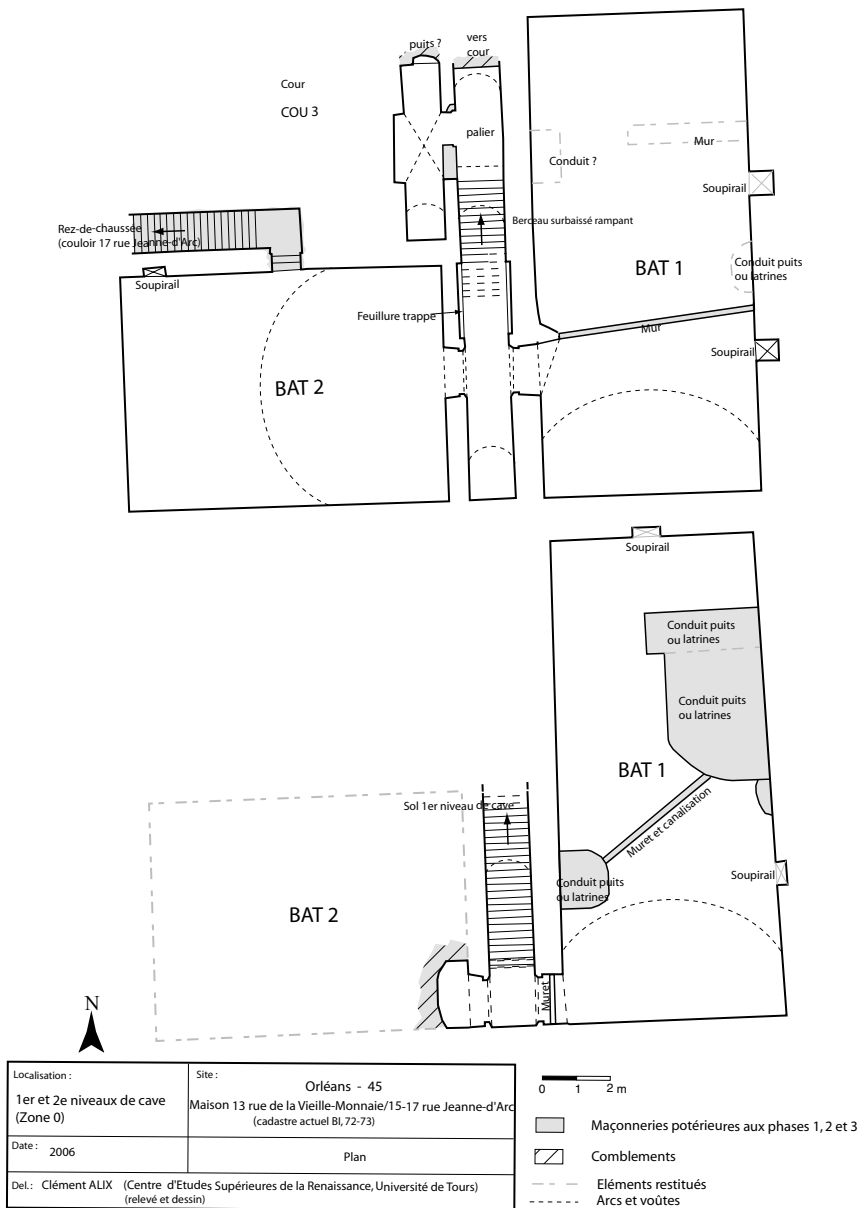 puits ?
vers
cour
Cour
COU 3
palier
Mur
Conduit ?
Soupirail
Rez-de-chaussée
(couloir 17 rue Jeanne-d'Arc)
Berceau surbaissé rampant
Conduit puits
ou latrines
BAT 1
Soupirail
Feuillure trappe
Mur
Soupirail
BAT 2
Soupirail
Conduit puits
ou latrines
Conduit puits
ou latrines
BAT 1
Sol 1er niveau de cave
Muret et canalisation
Soupirail
Conduit puits
ou latrines
BAT 2
Muret
N
Localisation :
1er et 2e niveaux de cave
(Zone 0)
Site :
Orléans - 45
Maison 13 rue de la Vieille-Monnaie/15-17 rue Jeanne-d'Arc
(cadastre actuel BI, 72-73)
Date : 2006
Plan
Del.: Clément ALIX (Centre d'Etudes Supérieures de la Renaissance, Université de Tours)
(relevé et dessin)
0 1 2 m
Maçonneries potérieures aux phases 1, 2 et 3
Comblements
Eléments restitués
Arcs et voûtes